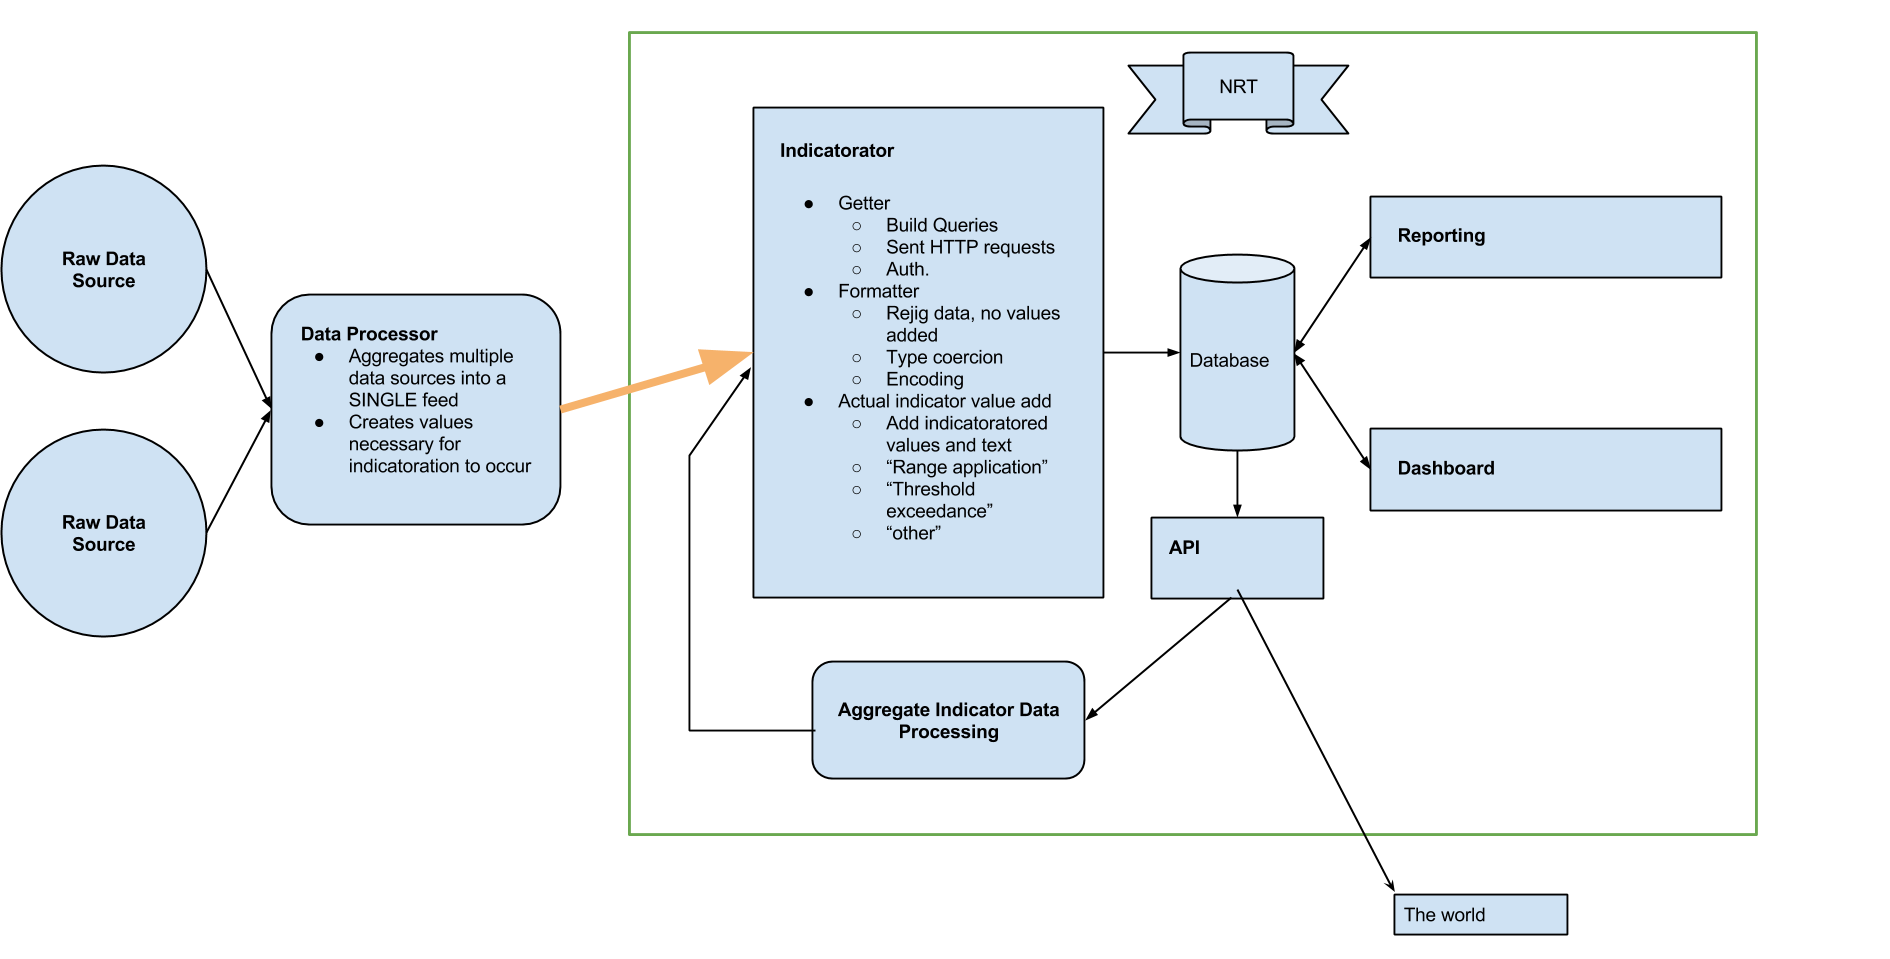 NRT
Raw Data
Source
Raw Data
Source
Data Processor
● Aggregates multiple
data sources into a
SINGLE feed
● Creates values
necessary for
indicatoration to occur
Indicatorator
● Getter
○ Build Queries
○ Sent HTTP requests
○ Auth.
● Formatter
○ Rejig data, no values
added
○ Type coercion
○ Encoding
● Actual indicator value add
○ Add indicatoratored
values and text
○ “Range application”
○ “Threshold
exceedance”
○ “other”
Database
Reporting
Dashboard
API
Aggregate Indicator Data
Processing
The world